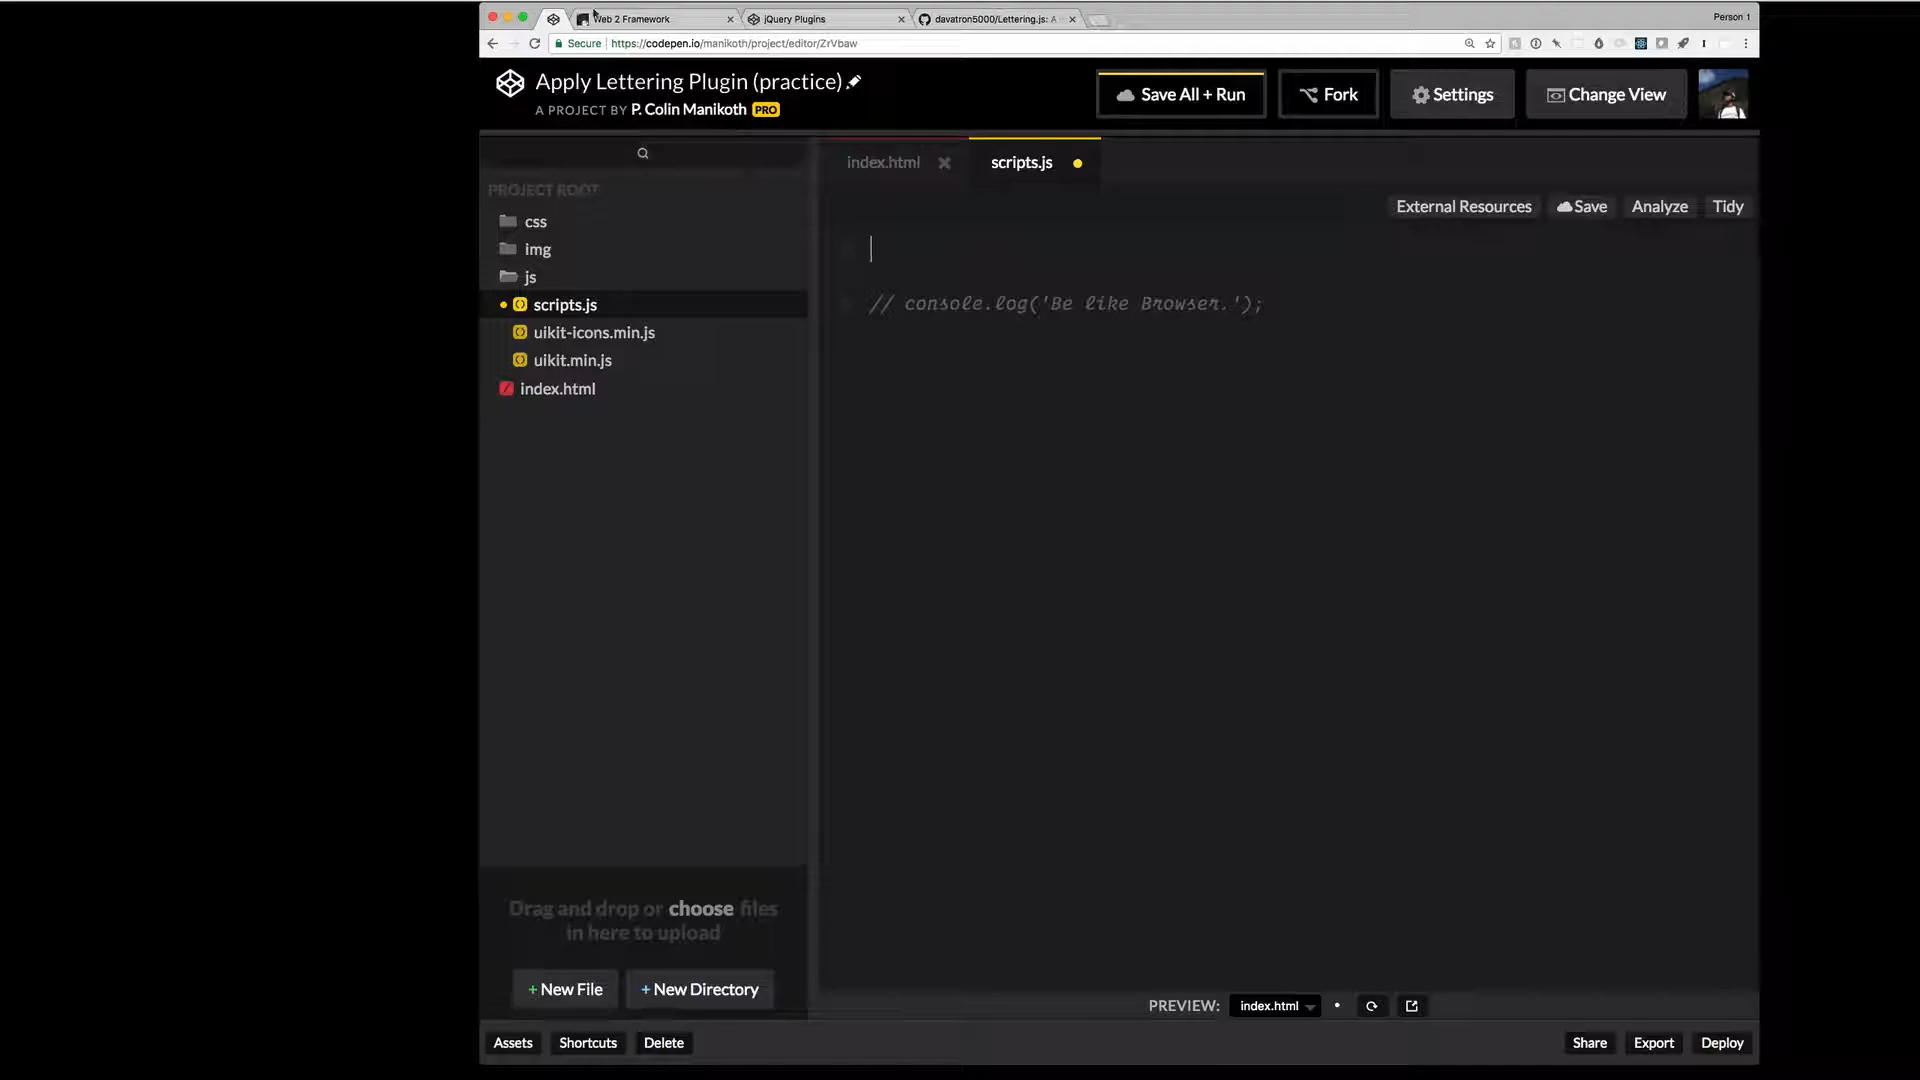 Web 2 Framework
jQuery Plugins
davatron5000/Lettering.js: A
Person 1
Secure
https://codepen.io/manikoth/project/editor/ZrVbaw
Apply Lettering Plugin (practice)
A PROJECT BY P. Colin Manikoth PRO
Save All + Run
Fork
Settings
Change View
PROJECT ROOT
css
img
js
scripts.js
uikit-icons.min.js
uikit.min.js
index.html
index.html
scripts.js
External Resources
Save
Analyze
Tidy
// console.log('Be like Browser.');
Drag and drop or choose files
in here to upload
+ New File
+ New Directory
PREVIEW:
index.html
Assets
Shortcuts
Delete
Share
Export
Deploy